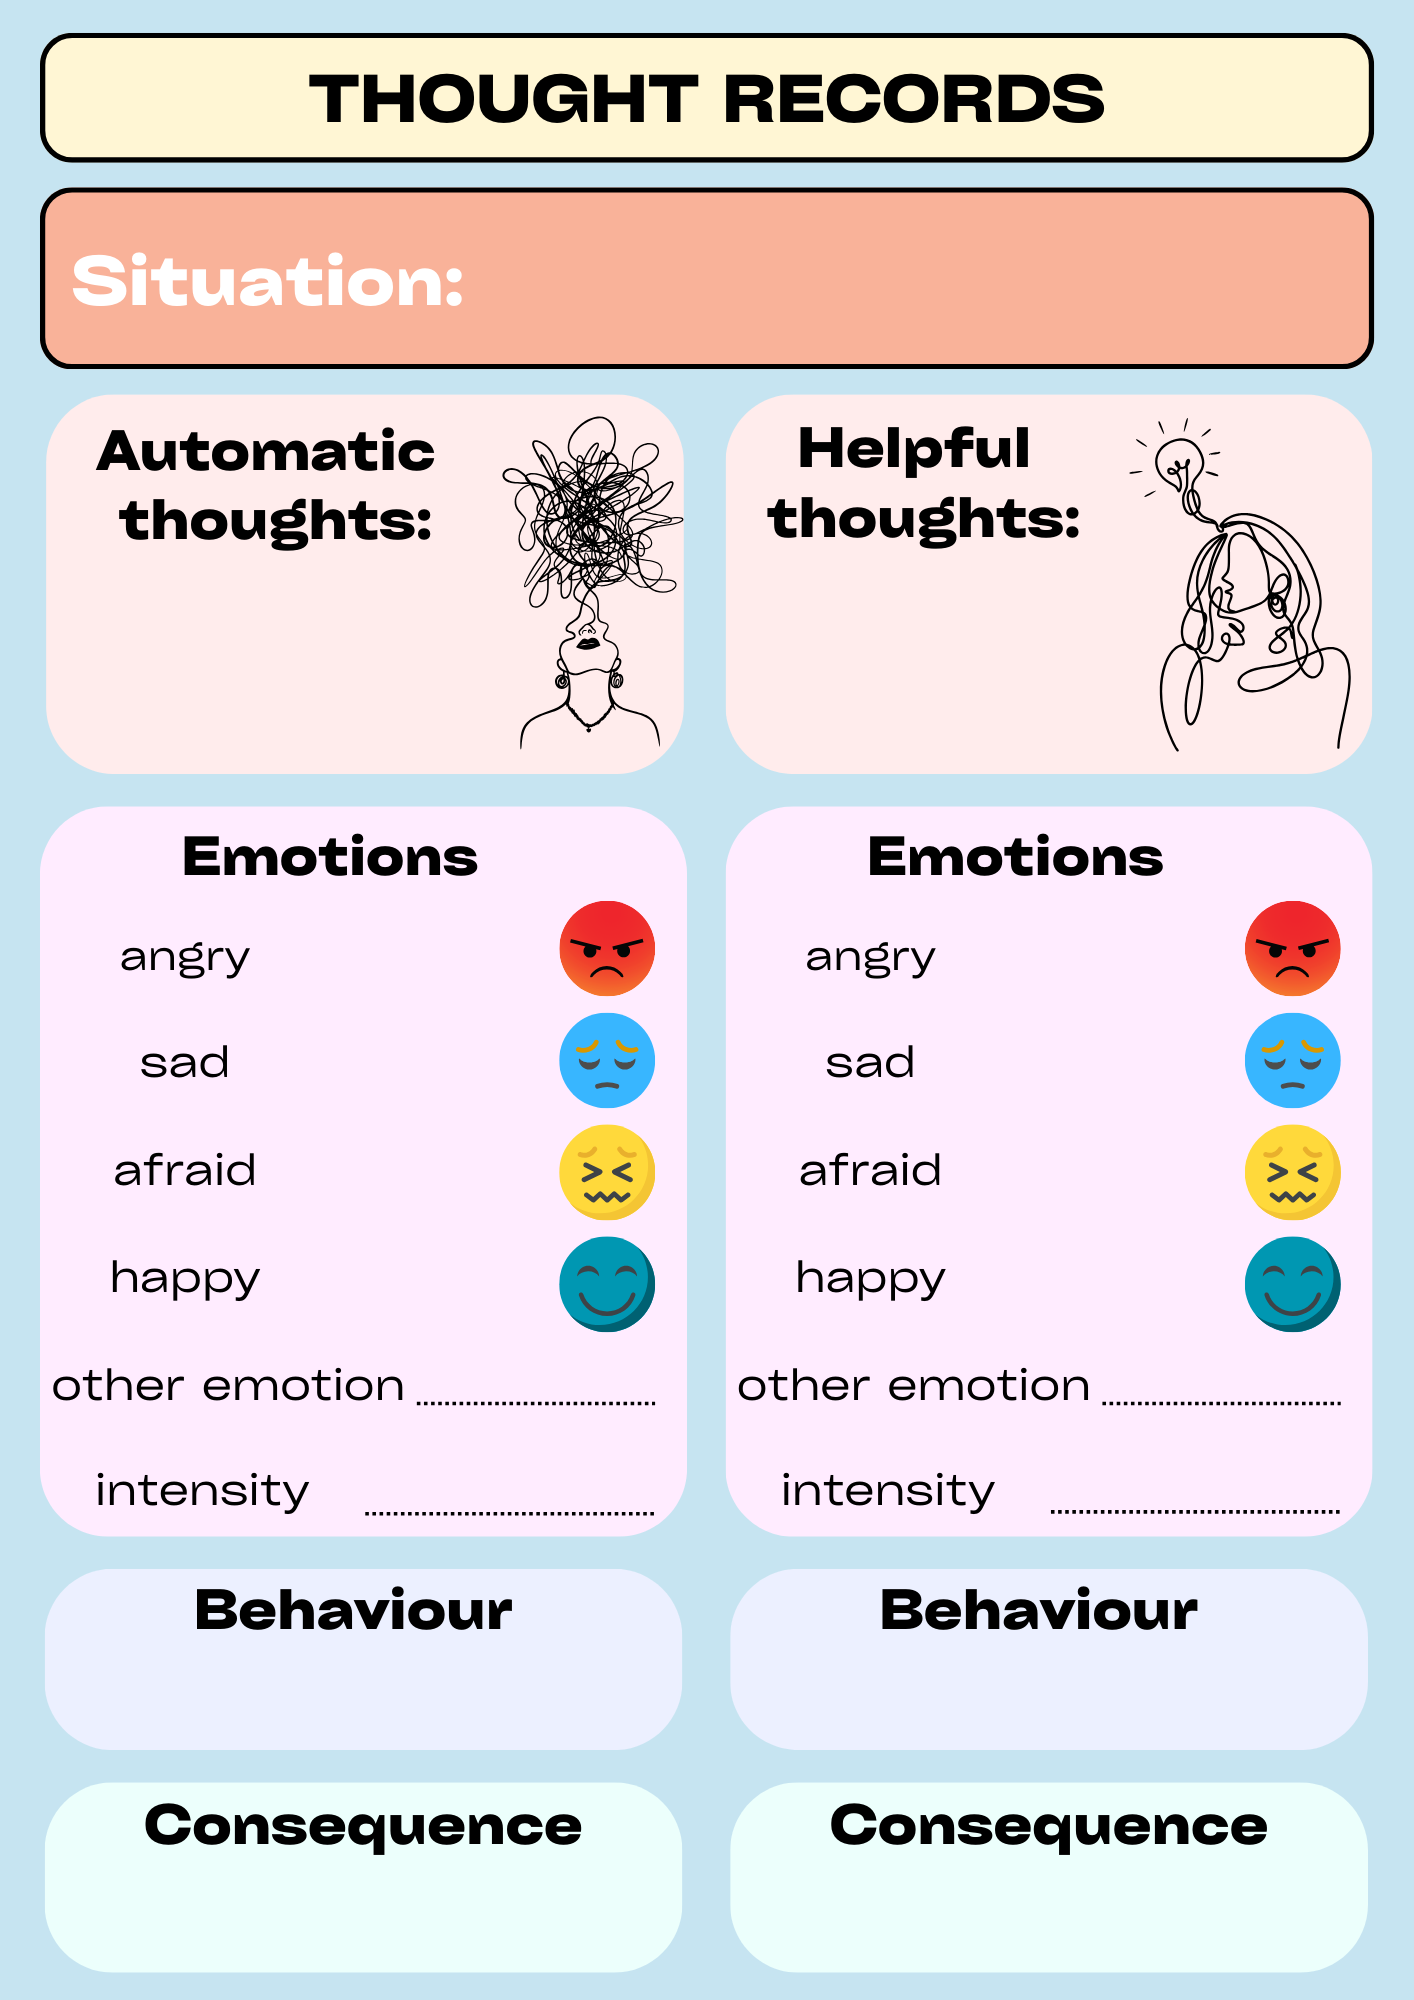 THOUGHT RECORDS
Situation:
Automatic
thoughts:
Helpful
thoughts:
Emotions
angry
sad
afraid
happy
other emotion
intensity
Emotions
angry
sad
afraid
happy
other emotion
intensity
Behaviour
Behaviour
Consequence
Consequence